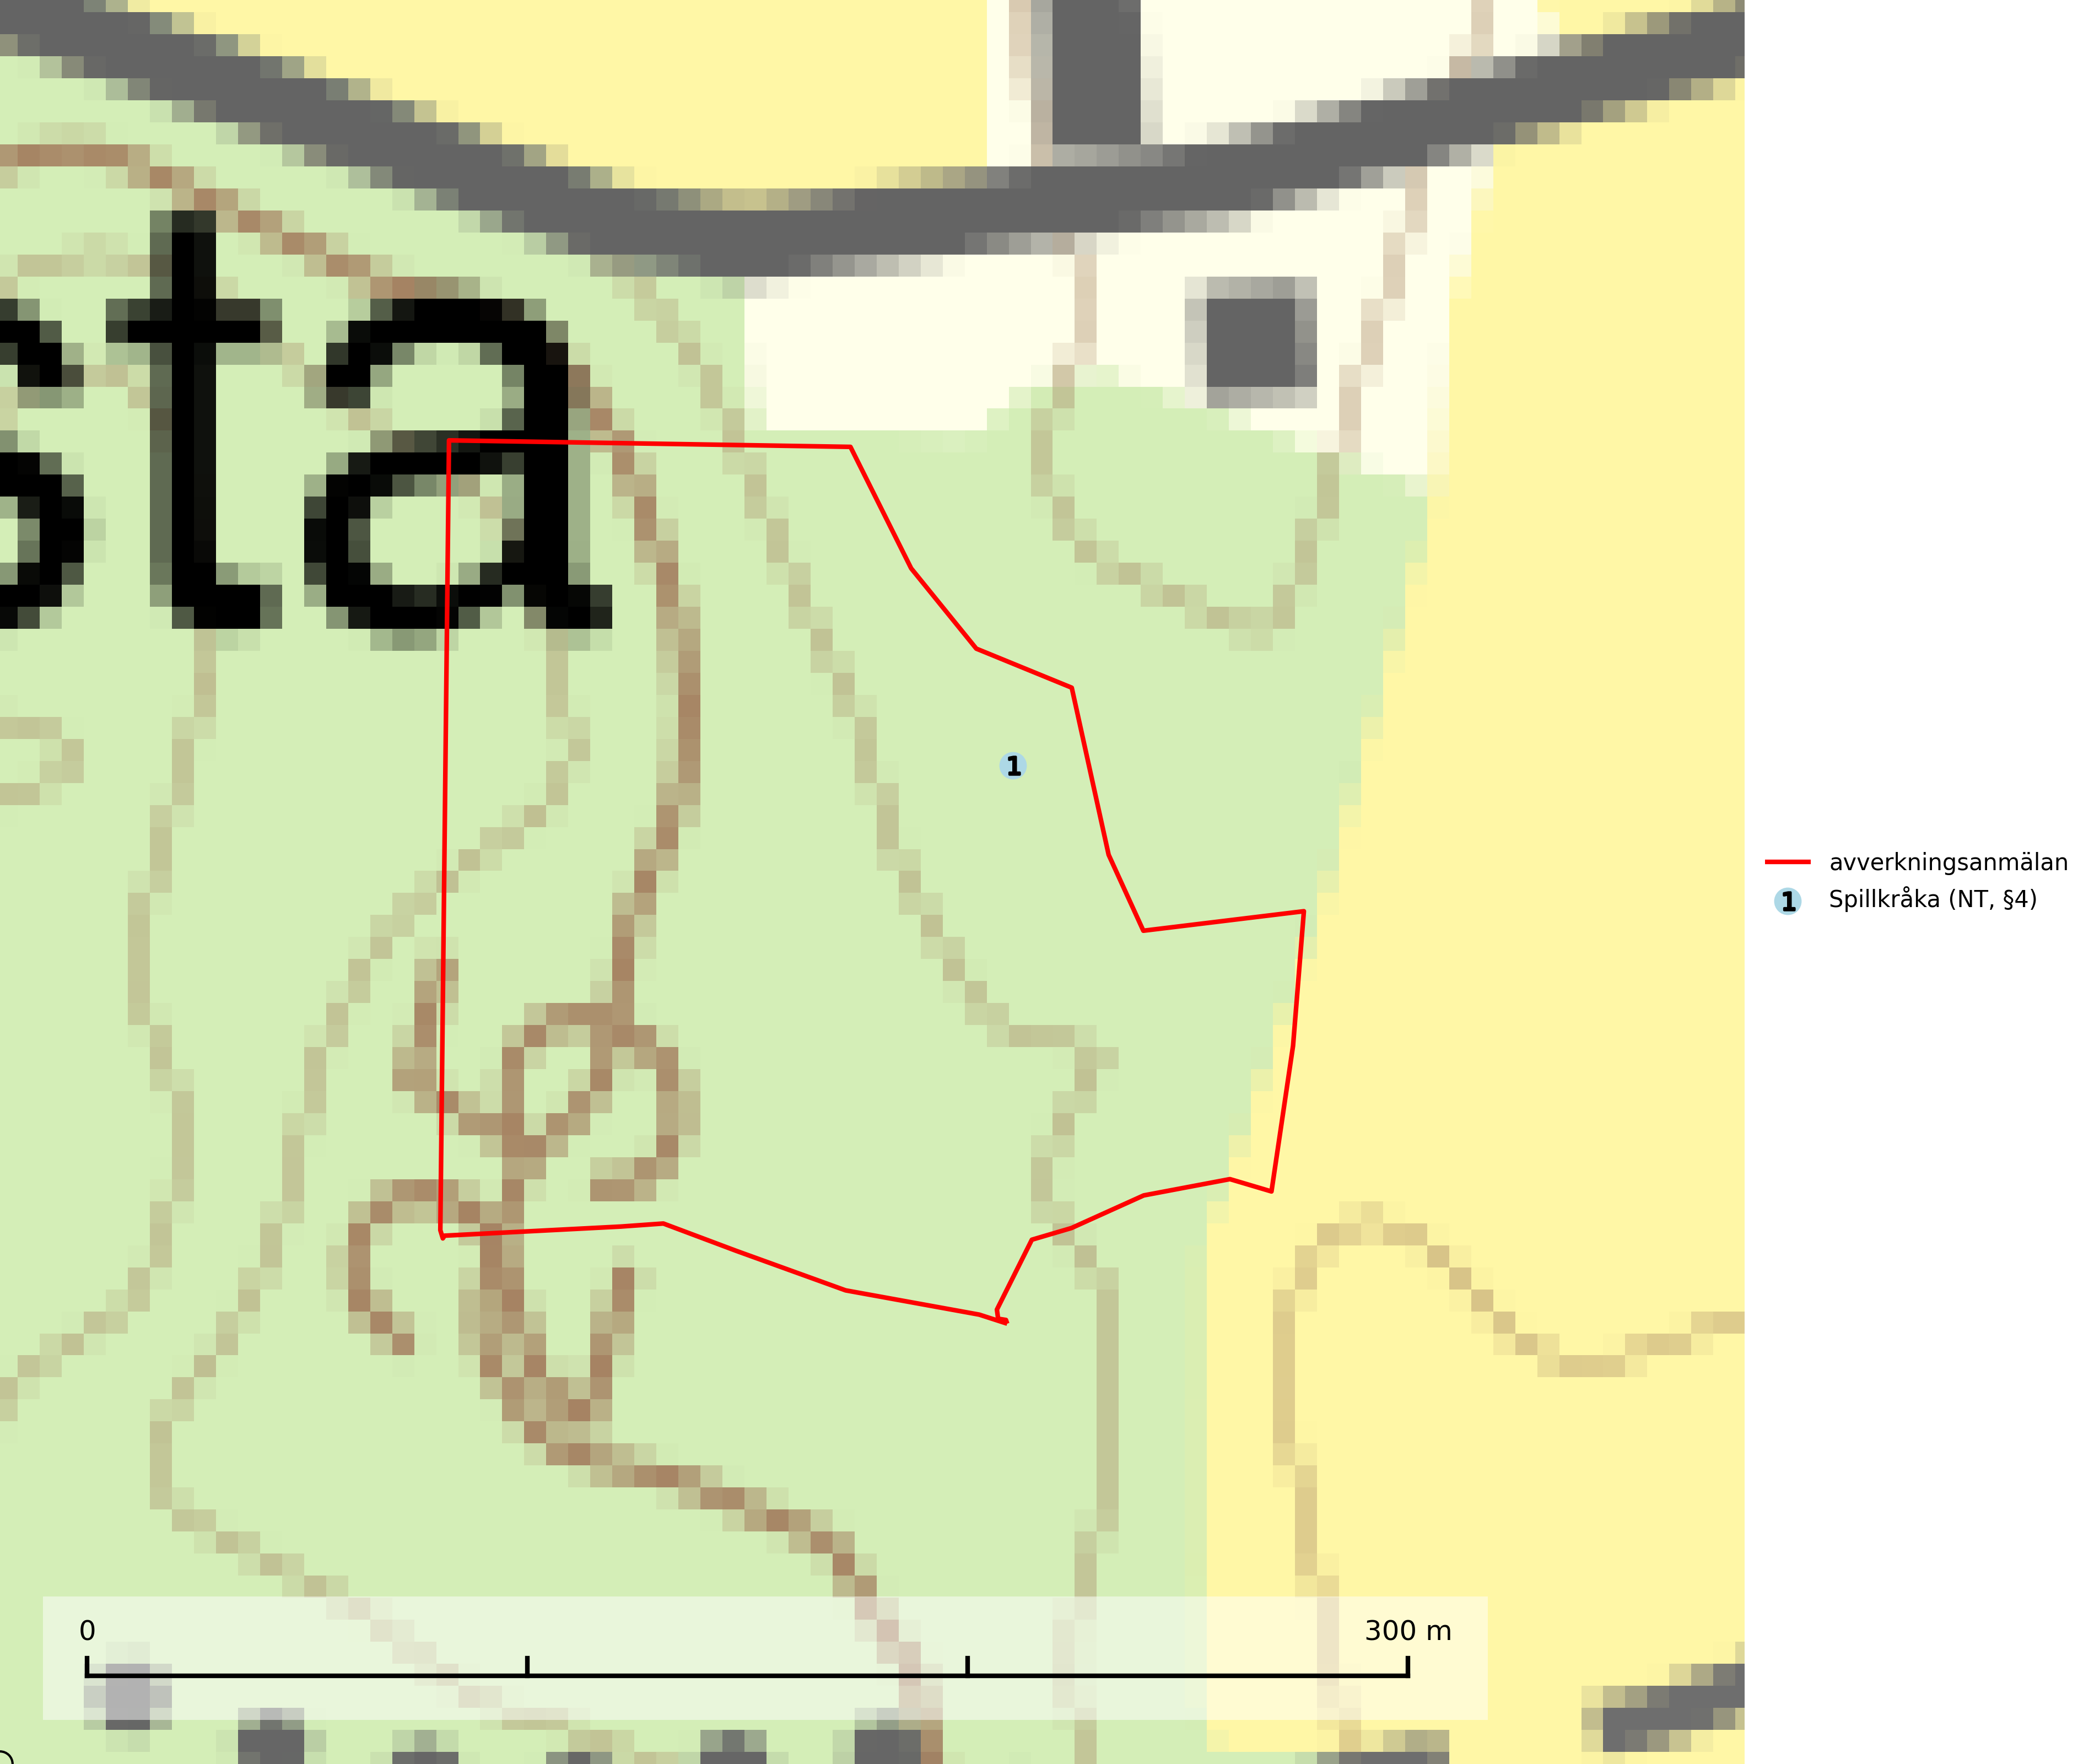 sta
1
avverkningsanmälan
1 Spillkråka (NT, §4)
0 300 m